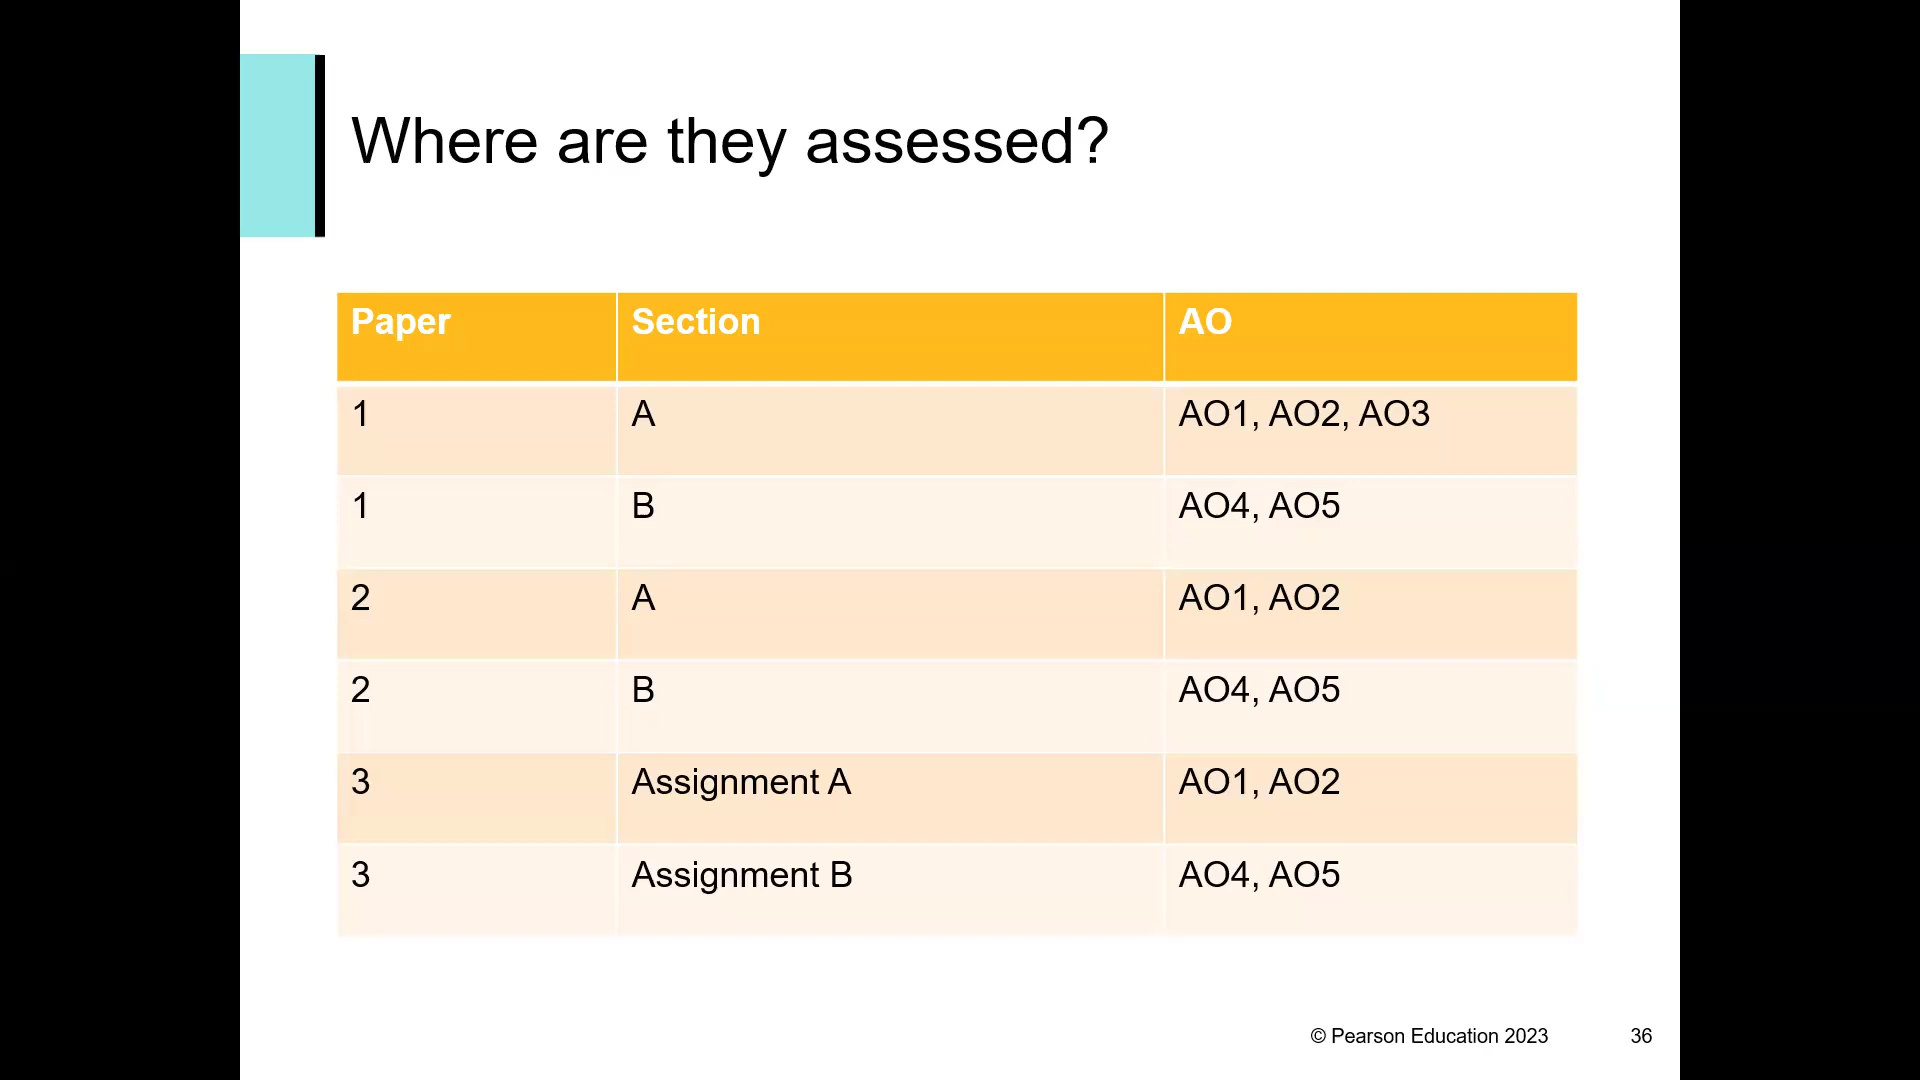 Where are they assessed?
Paper Section AO
1 A AO1, AO2, AO3
1 B AO4, AO5
2 A AO1, AO2
2 B AO4, AO5
3 Assignment A AO1, AO2
3 Assignment B AO4, AO5
© Pearson Education 2023 36